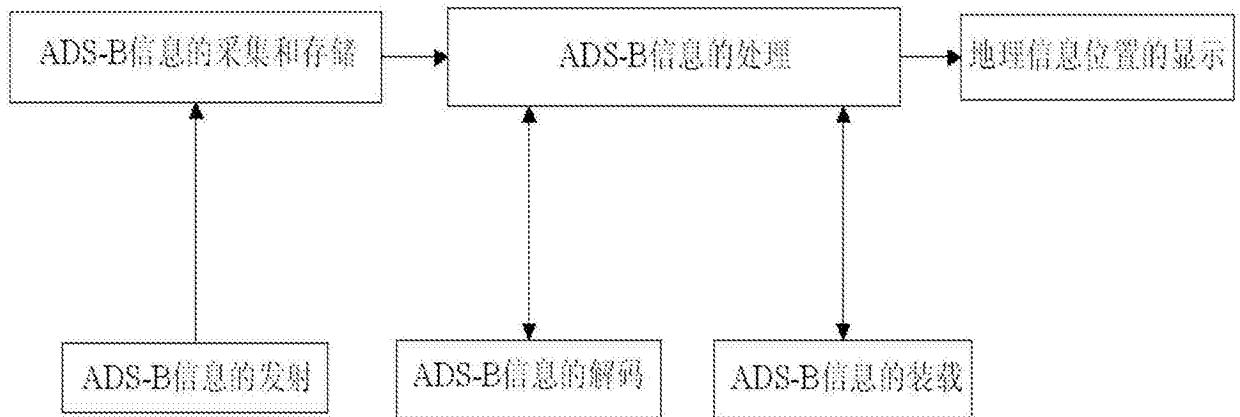 ADS-B信息的采集和存储
ADS-B信息的处理
地理信息位置的显示
ADS-B信息的发射
ADS-B信息的解码
ADS-B信息的装载